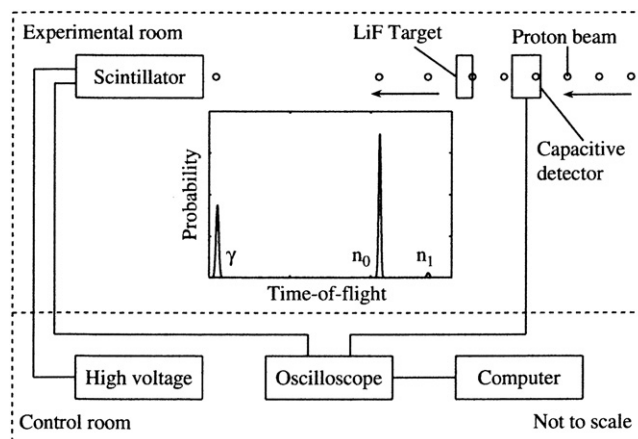 Experimental room
LiF Target
Proton beam
Scintillator
Capacitive
detector
Probability
γ
n₀
n₁
Time-of-flight
High voltage
Oscilloscope
Computer
Control room
Not to scale